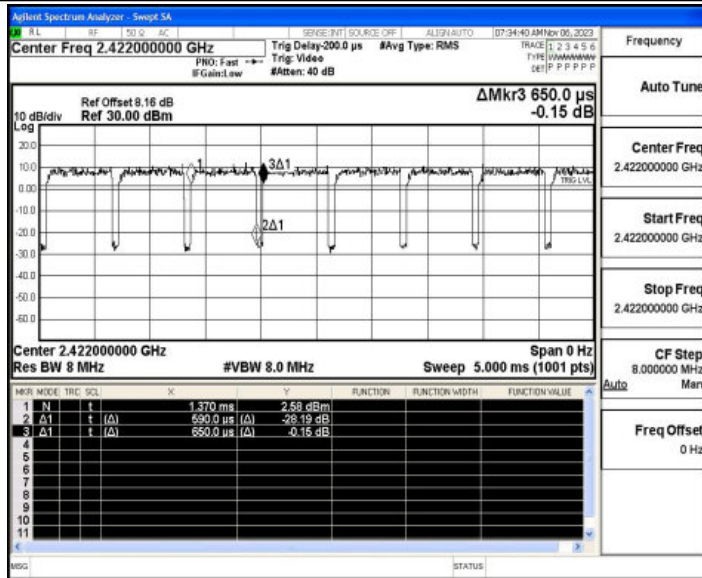 Agilent Spectrum Analyzer - Swept SA
RL RF 50 Ω AC SENSE:INT SOURCE OFF ALIGN AUTO 07:34:40 AM Nov 06, 2023
Center Freq 2.422000000 GHz
PNO: Fast
IFGain:Low
Trig Delay-200.0 µs
Trig: Video
#Atten: 40 dB
#Avg Type: RMS
TRACE 1 2 3 4 5 6
TYPE
DET P P P P P P
Ref Offset 8.16 dB
10 dB/div Ref 30.00 dBm
Log
ΔMkr3 650.0 µs
-0.15 dB
20.0
10.0
0.00
-10.0
-20.0
-30.0
-40.0
-50.0
-60.0
1
3Δ1
2Δ1
TRIG LVL
Center 2.422000000 GHz Span 0 Hz
Res BW 8 MHz #VBW 8.0 MHz Sweep 5.000 ms (1001 pts)
MKR MODE TRC SCL X Y FUNCTION FUNCTION WIDTH FUNCTION VALUE
1 N t 1.370 ms 2.58 dBm
2 Δ1 t (Δ) 590.0 µs (Δ) -28.19 dB
3 Δ1 t (Δ) 650.0 µs (Δ) -0.15 dB
4
5
6
7
8
9
10
11
MSG STATUS
Frequency
Auto Tune
Center Freq
2.422000000 GHz
Start Freq
2.422000000 GHz
Stop Freq
2.422000000 GHz
CF Step
8.000000 MHz
Auto Man
Freq Offset
0 Hz